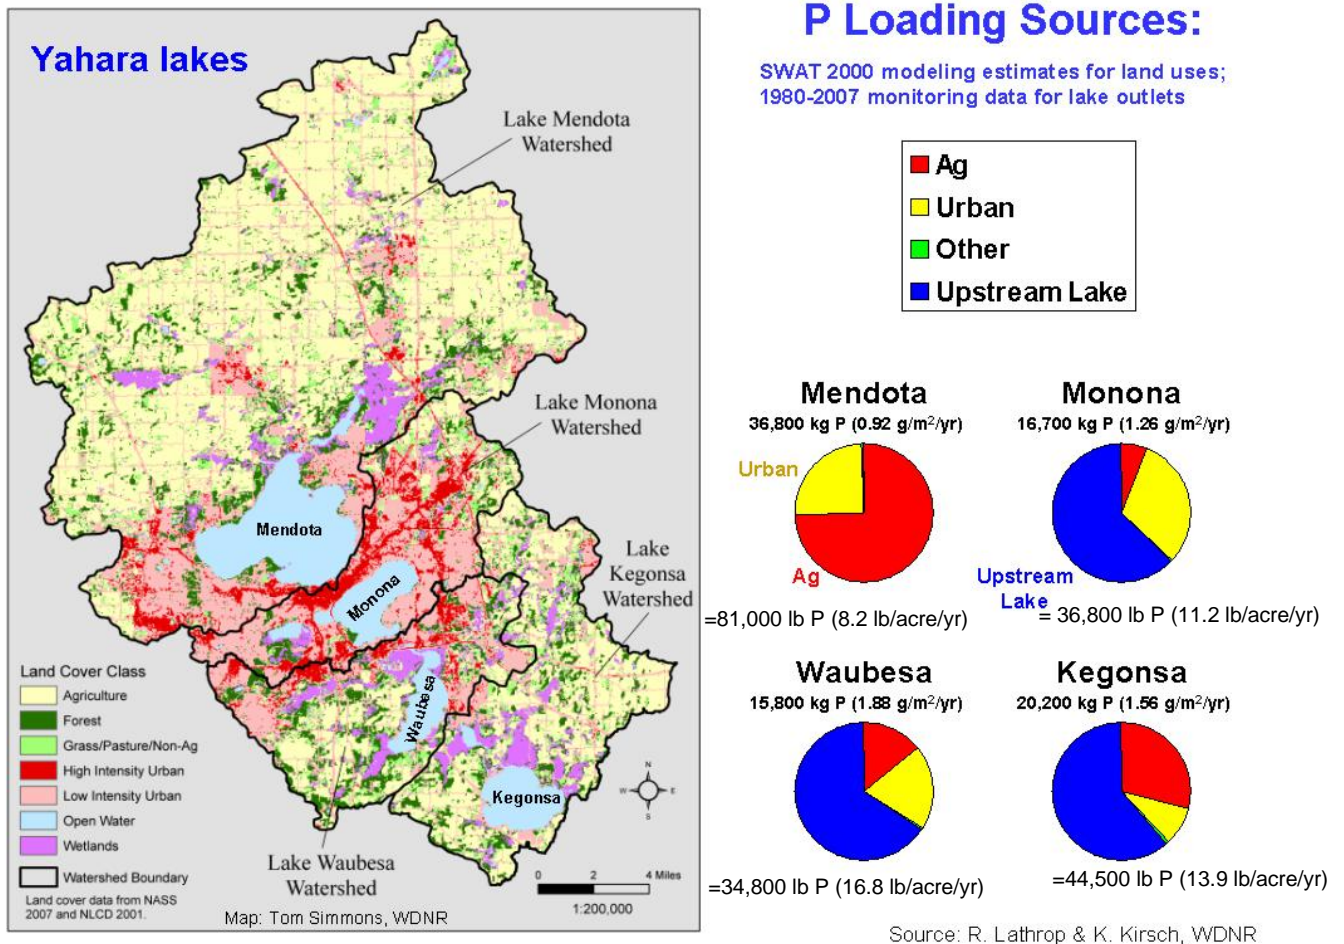 Yahara lakes
Lake Mendota
Watershed
Lake Monona
Watershed
Lake
Kegonsa
Watershed
Mendota
Monona
Waubesa
Kegonsa
Land Cover Class
Agriculture
Forest
Grass/Pasture/Non-Ag
High Intensity Urban
Low Intensity Urban
Open Water
Wetlands
Watershed Boundary
Land cover data from NASS
2007 and NLCD 2001.
Lake Waubesa
Watershed
Map: Tom Simmons, WDNR
N
W E
S
0 2 4 Miles
1:200,000
P Loading Sources:
SWAT 2000 modeling estimates for land uses;
1980-2007 monitoring data for lake outlets
Ag
Urban
Other
Upstream Lake
Mendota
36,800 kg P (0.92 g/m²/yr)
Urban
Ag
=81,000 lb P (8.2 lb/acre/yr)
Monona
16,700 kg P (1.26 g/m²/yr)
Upstream
Lake
= 36,800 lb P (11.2 lb/acre/yr)
Waubesa
15,800 kg P (1.88 g/m²/yr)
=34,800 lb P (16.8 lb/acre/yr)
Kegonsa
20,200 kg P (1.56 g/m²/yr)
=44,500 lb P (13.9 lb/acre/yr)
Source: R. Lathrop & K. Kirsch, WDNR